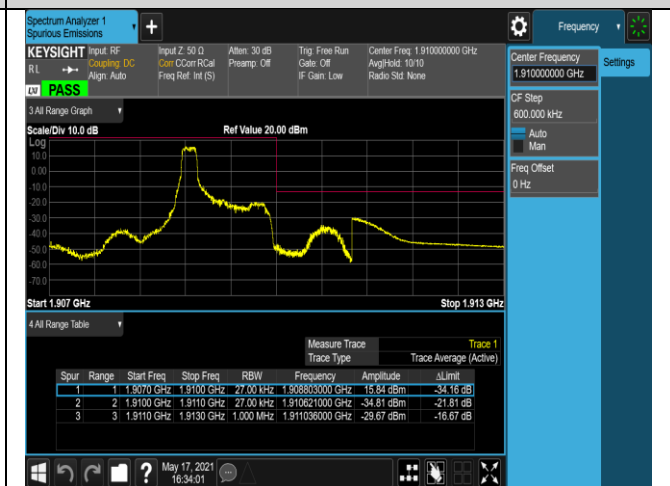 Spectrum Analyzer 1
Spurious Emissions
+
Frequency
KEYSIGHT Input: RF Input Z: 50 Ω Atten: 30 dB Trig: Free Run Center Freq: 1.910000000 GHz
RL Coupling: DC Corr CCorr RCal Preamp: Off Gate: Off Avg|Hold: 10/10
Align: Auto Freq Ref: Int (S) IF Gain: Low Radio Std: None
LXI PASS
Center Frequency
1.910000000 GHz
Settings
CF Step
600.000 kHz
Auto
Man
Freq Offset
0 Hz
3 All Range Graph
Scale/Div 10.0 dB Ref Value 20.00 dBm
Log
10.0
0.00
-10.0
-20.0
-30.0
-40.0
-50.0
-60.0
-70.0
Start 1.907 GHz Stop 1.913 GHz
4 All Range Table
Measure Trace Trace 1
Trace Type Trace Average (Active)
Spur Range Start Freq Stop Freq RBW Frequency Amplitude ΔLimit
1 1 1.9070 GHz 1.9100 GHz 27.00 kHz 1.908803000 GHz 15.84 dBm -34.16 dB
2 2 1.9100 GHz 1.9110 GHz 27.00 kHz 1.910621000 GHz -34.81 dBm -21.81 dB
3 3 1.9110 GHz 1.9130 GHz 1.000 MHz 1.911036000 GHz -29.67 dBm -16.67 dB
? May 17, 2021
16:34:01